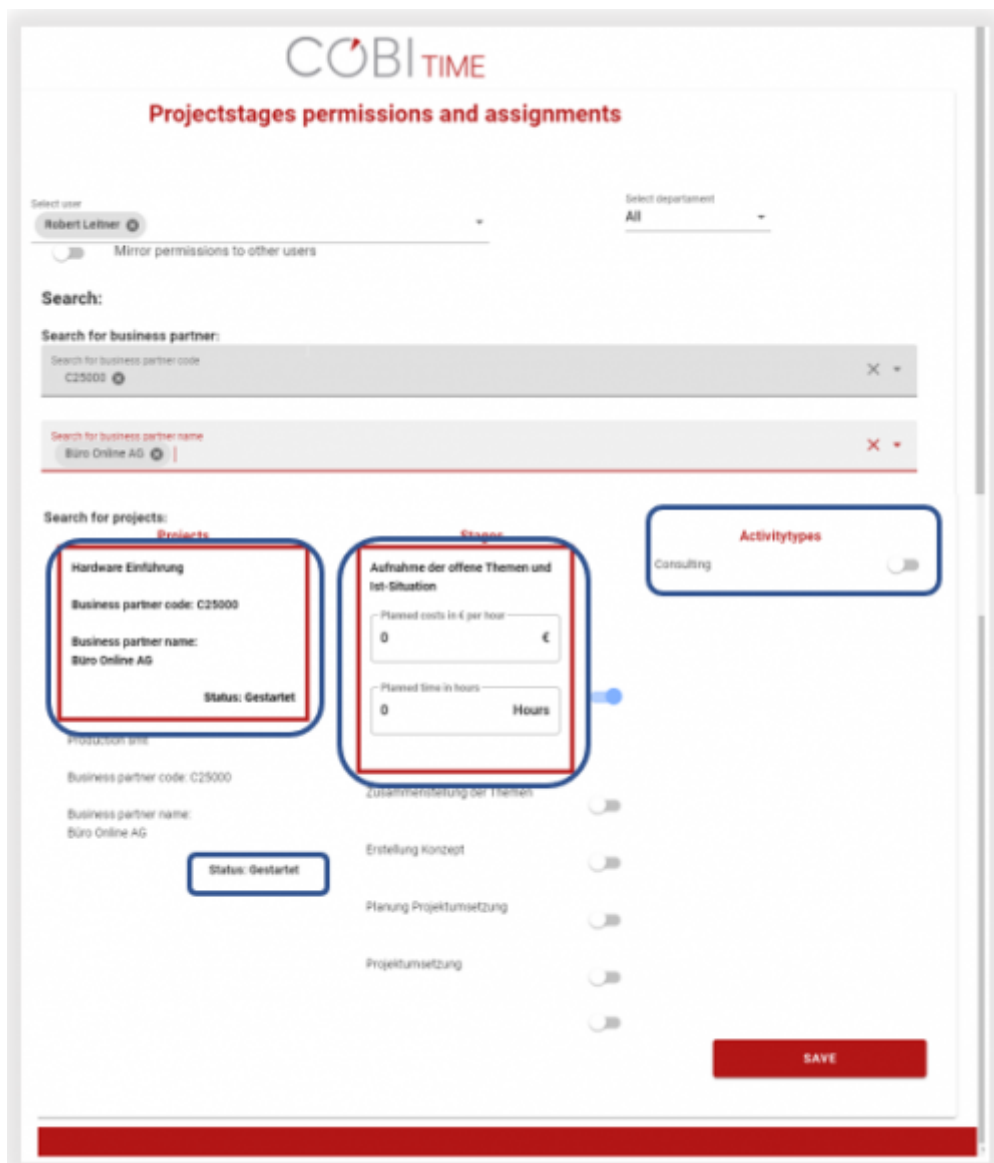 COBI TIME
Projectstages permissions and assignments
Select user
Robert Leitner
Select departament
All
Mirror permissions to other users
Search:
Search for business partner:
Search for business partner code
C25000
Search for business partner name
Büro Online AG
Search for projects:
Projects
Hardware Einführung
Business partner code: C25000
Business partner name:
Büro Online AG
Status: Gestartet
Production
Business partner code: C25000
Business partner name:
Büro Online AG
Status: Gestartet
Stages
Aufnahme der offene Themen und
Ist-Situation
Planned costs in € per hour
0 €
Planned time in hours
0 Hours
Zusammenstellung der Themen
Erstellung Konzept
Planung Projektumsetzung
Projektumsetzung
Activitytypes
Consulting
SAVE